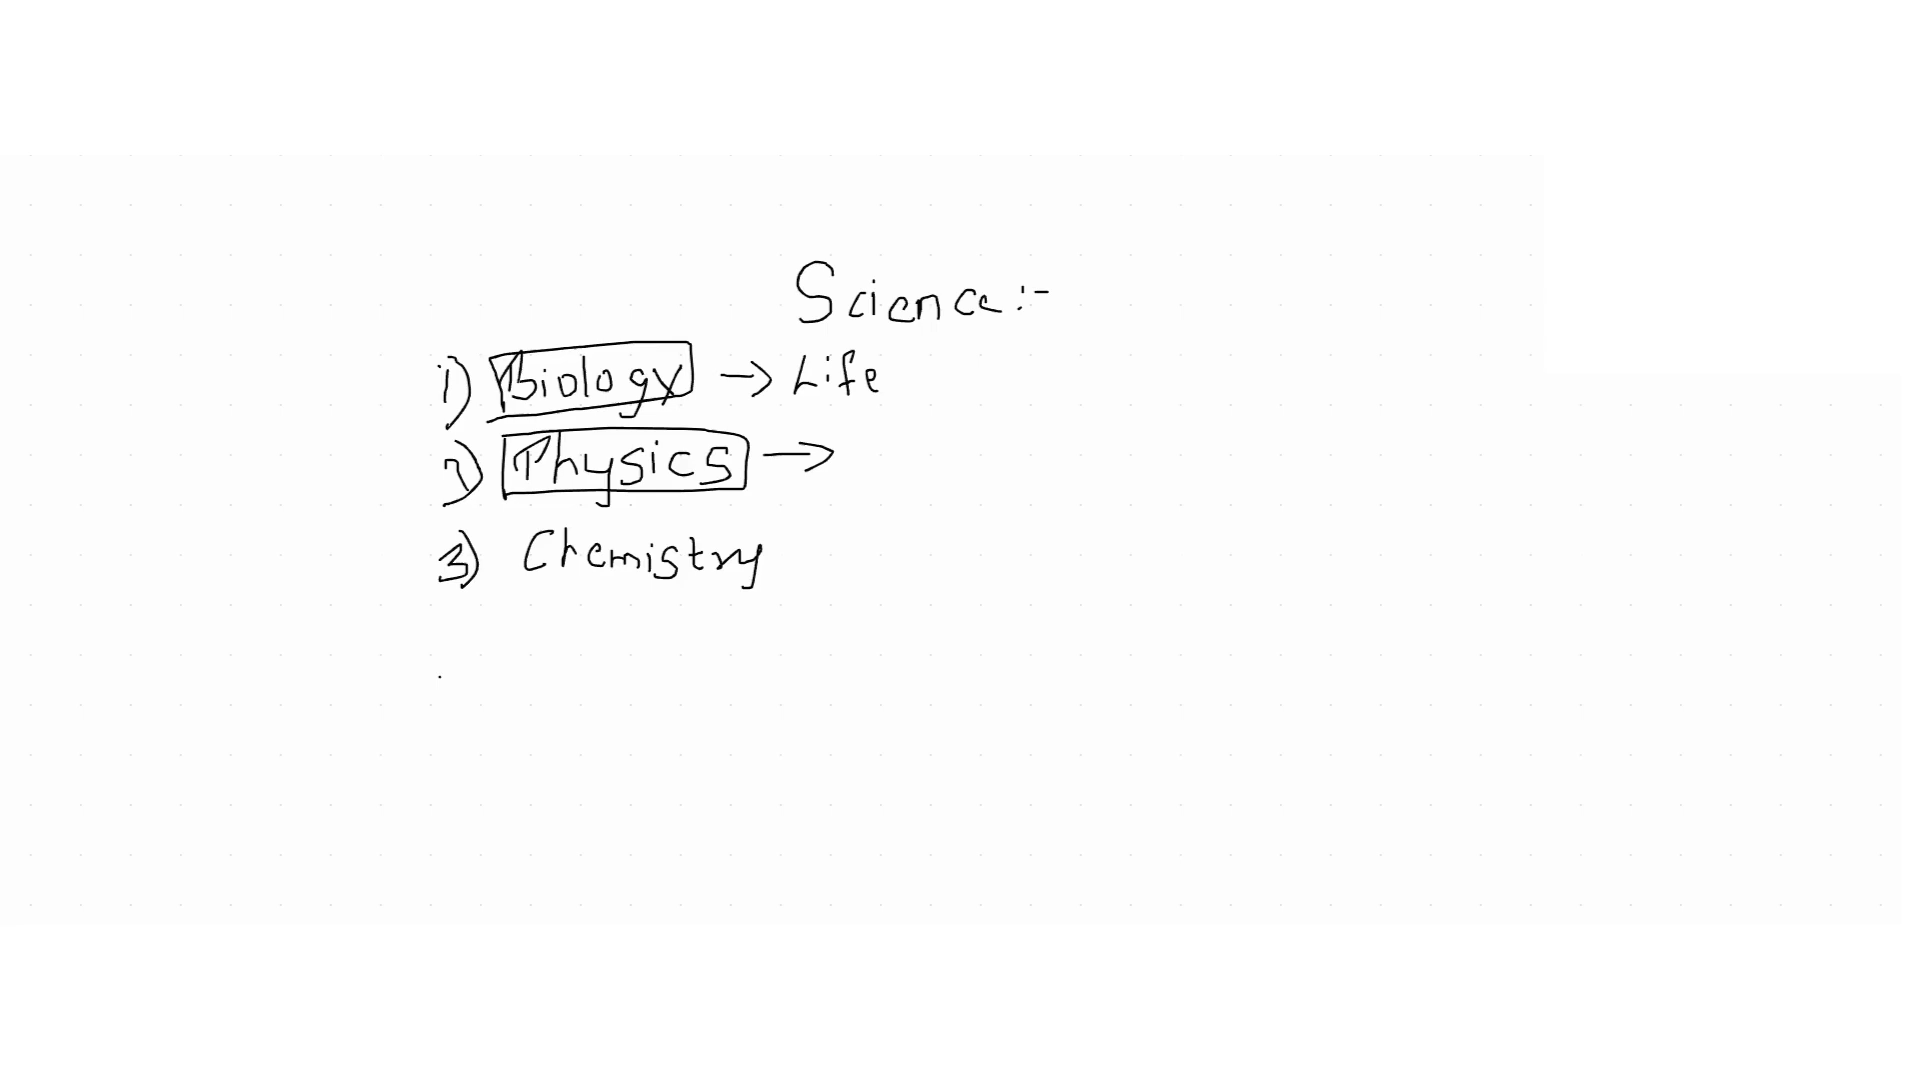 Science :-
1) Biology → Life
2) Physics →
3) Chemistry